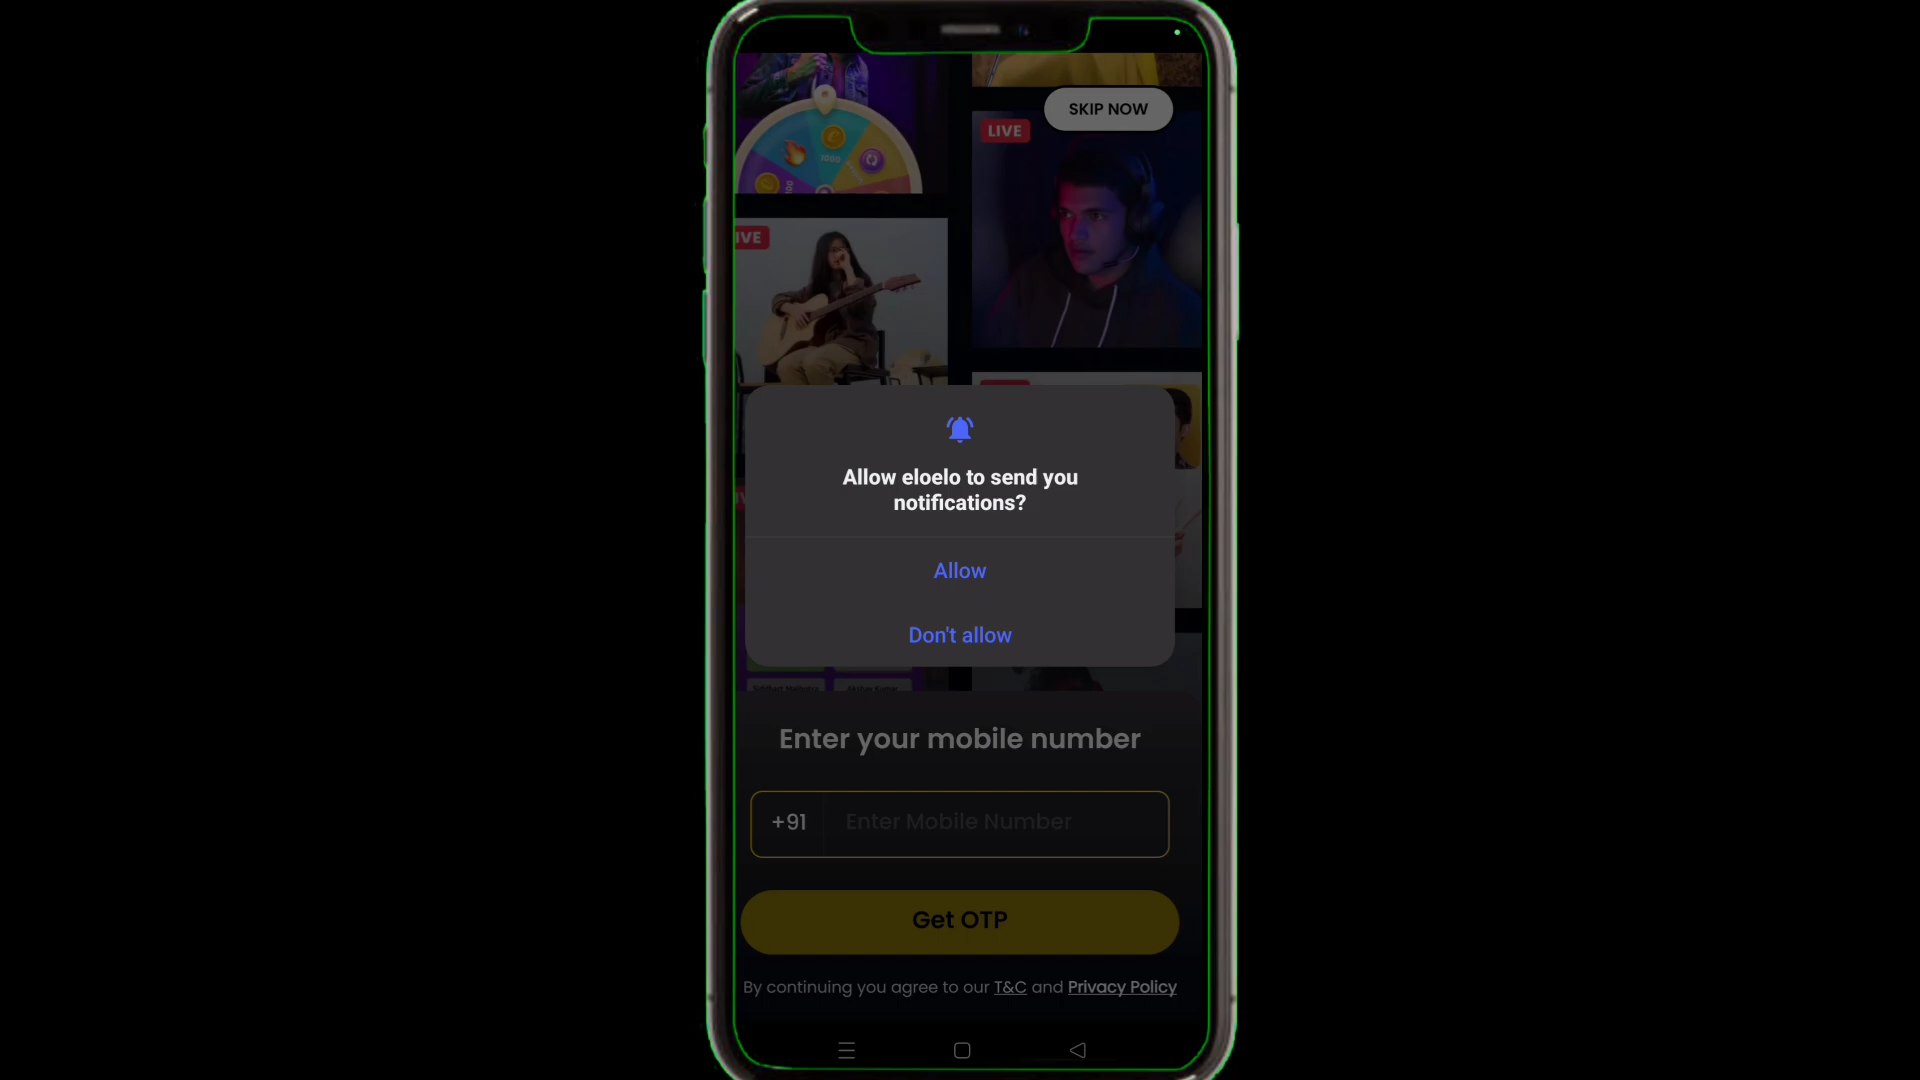 SKIP NOW
LIVE
1000
IVE
Allow eloelo to send you
notifications?
Allow
Don't allow
Enter your mobile number
+91
Enter Mobile Number
Get OTP
By continuing you agree to our T&C and Privacy Policy